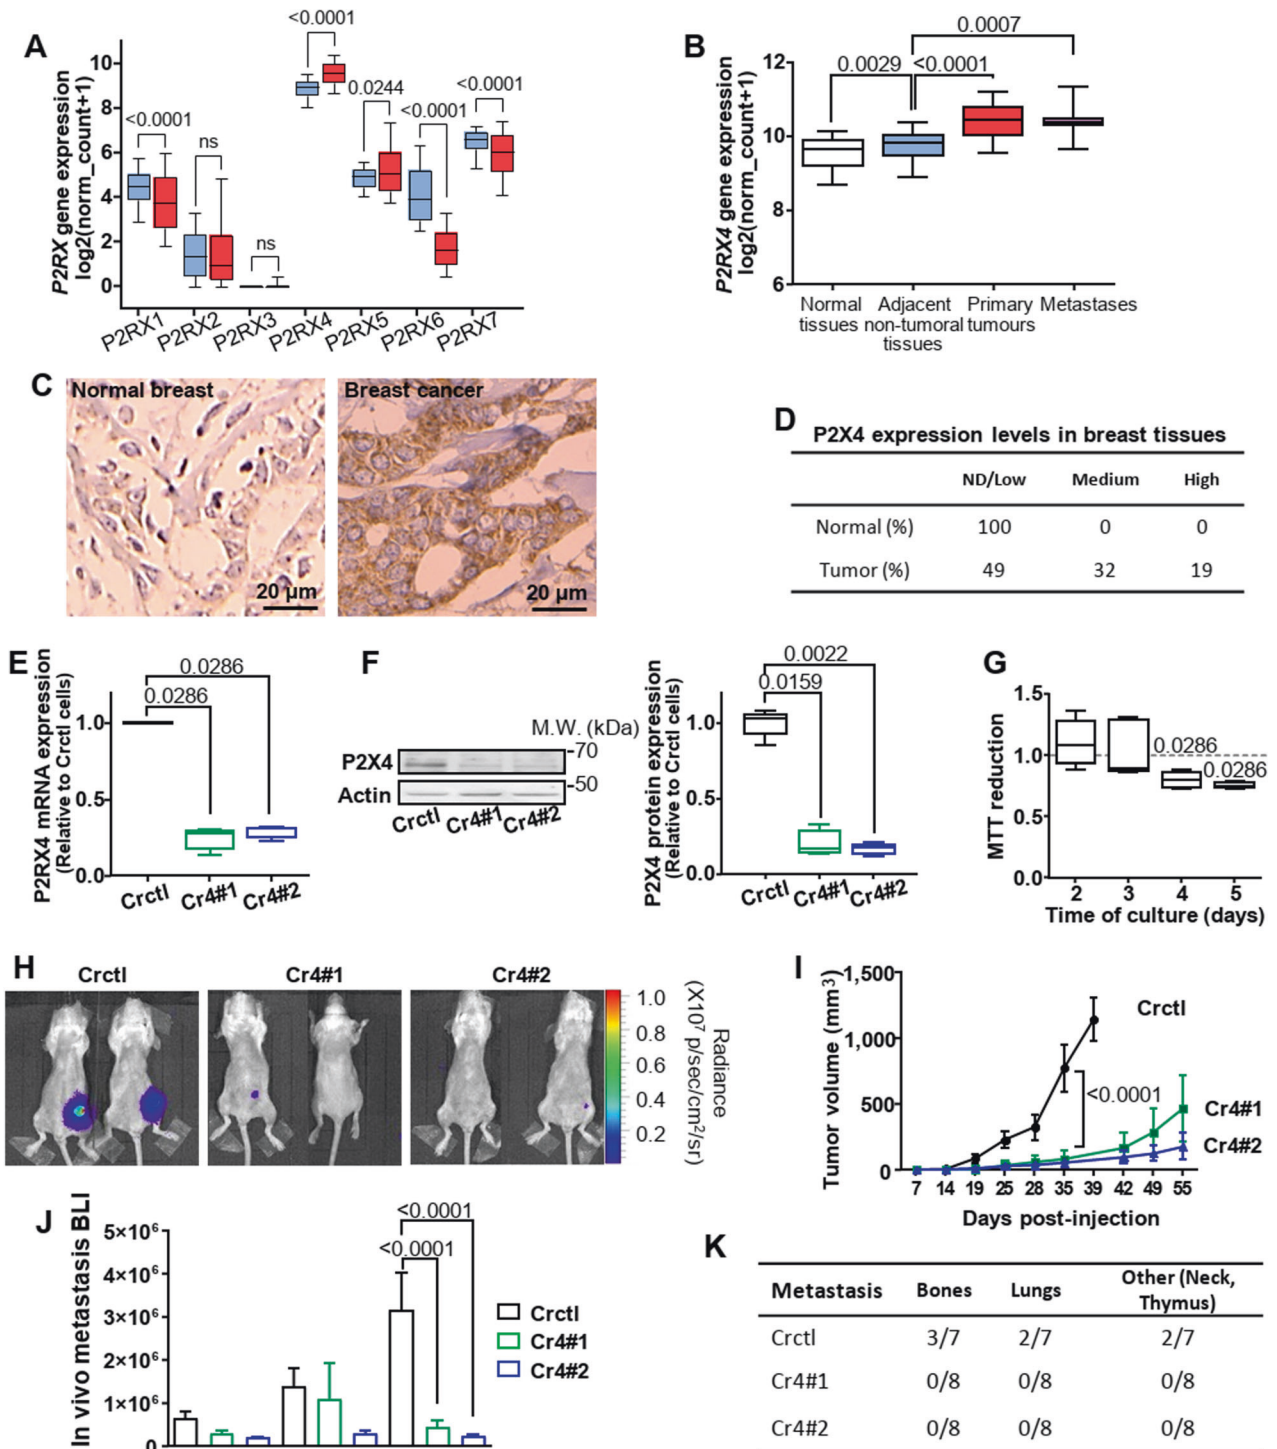 A
P2RX gene expression
log2(norm_count+1)
10
8
6
4
2
0
<0.0001
ns
ns
<0.0001
0.0244
<0.0001
<0.0001
P2RX1
P2RX2
P2RX3
P2RX4
P2RX5
P2RX6
P2RX7
B
P2RX4 gene expression
log2(norm_count+1)
12
10
8
6
0.0007
0.0029
<0.0001
Normal tissues
Adjacent non-tumoral tissues
Primary tumours
Metastases
C
Normal breast
20 µm
Breast cancer
20 µm
D
P2X4 expression levels in breast tissues
ND/Low Medium High
Normal (%) 100 0 0
Tumor (%) 49 32 19
E
P2RX4 mRNA expression
(Relative to Crctl cells)
1.0
0.5
0.0
0.0286
0.0286
Crctl
Cr4#1
Cr4#2
F
M.W. (kDa)
P2X4
-70
Actin
-50
Crctl
Cr4#1
Cr4#2
P2X4 protein expression
(Relative to Crctl cells)
1.0
0.5
0.0
0.0022
0.0159
Crctl
Cr4#1
Cr4#2
G
MTT reduction
1.5
1.0
0.5
0.0
0.0286
0.0286
2 3 4 5
Time of culture (days)
H
Crctl
Cr4#1
Cr4#2
1.0
0.8
0.6
0.4
0.2
Radiance
(X10⁷ p/sec/cm²/sr)
I
Tumor volume (mm³)
1,500
1,000
500
0
Crctl
<0.0001
Cr4#1
Cr4#2
7 14 19 25 28 35 39 42 49 55
Days post-injection
J
In vivo metastasis BLI
5×10⁶
4×10⁶
3×10⁶
2×10⁶
1×10⁶
0
<0.0001
<0.0001
Crctl
Cr4#1
Cr4#2
K
Metastasis Bones Lungs Other (Neck, Thymus)
Crctl 3/7 2/7 2/7
Cr4#1 0/8 0/8 0/8
Cr4#2 0/8 0/8 0/8